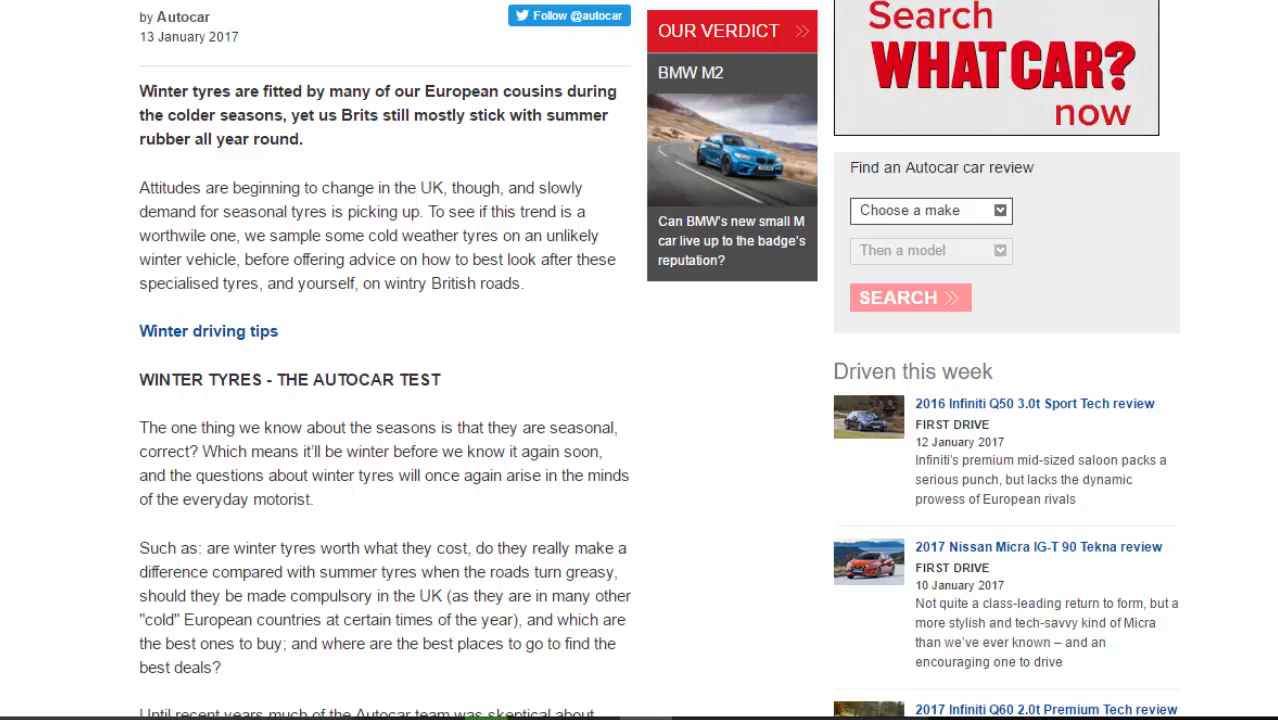 by Autocar
13 January 2017
Follow @autocar
Winter tyres are fitted by many of our European cousins during
the colder seasons, yet us Brits still mostly stick with summer
rubber all year round.
Attitudes are beginning to change in the UK, though, and slowly
demand for seasonal tyres is picking up. To see if this trend is a
worthwile one, we sample some cold weather tyres on an unlikely
winter vehicle, before offering advice on how to best look after these
specialised tyres, and yourself, on wintry British roads.
Winter driving tips
WINTER TYRES - THE AUTOCAR TEST
The one thing we know about the seasons is that they are seasonal,
correct? Which means it'll be winter before we know it again soon,
and the questions about winter tyres will once again arise in the minds
of the everyday motorist.
Such as: are winter tyres worth what they cost, do they really make a
difference compared with summer tyres when the roads turn greasy,
should they be made compulsory in the UK (as they are in many other
"cold" European countries at certain times of the year), and which are
the best ones to buy; and where are the best places to go to find the
best deals?
Until recent years much of the Autocar team was skeptical about
OUR VERDICT
BMW M2
Can BMW's new small M
car live up to the badge's
reputation?
Search
WHATCAR?
now
Find an Autocar car review
Choose a make
Then a model
SEARCH
Driven this week
2016 Infiniti Q50 3.0t Sport Tech review
FIRST DRIVE
12 January 2017
Infiniti's premium mid-sized saloon packs a
serious punch, but lacks the dynamic
prowess of European rivals
2017 Nissan Micra IG-T 90 Tekna review
FIRST DRIVE
10 January 2017
Not quite a class-leading return to form, but a
more stylish and tech-savvy kind of Micra
than we've ever known – and an
encouraging one to drive
2017 Infiniti Q60 2.0t Premium Tech review